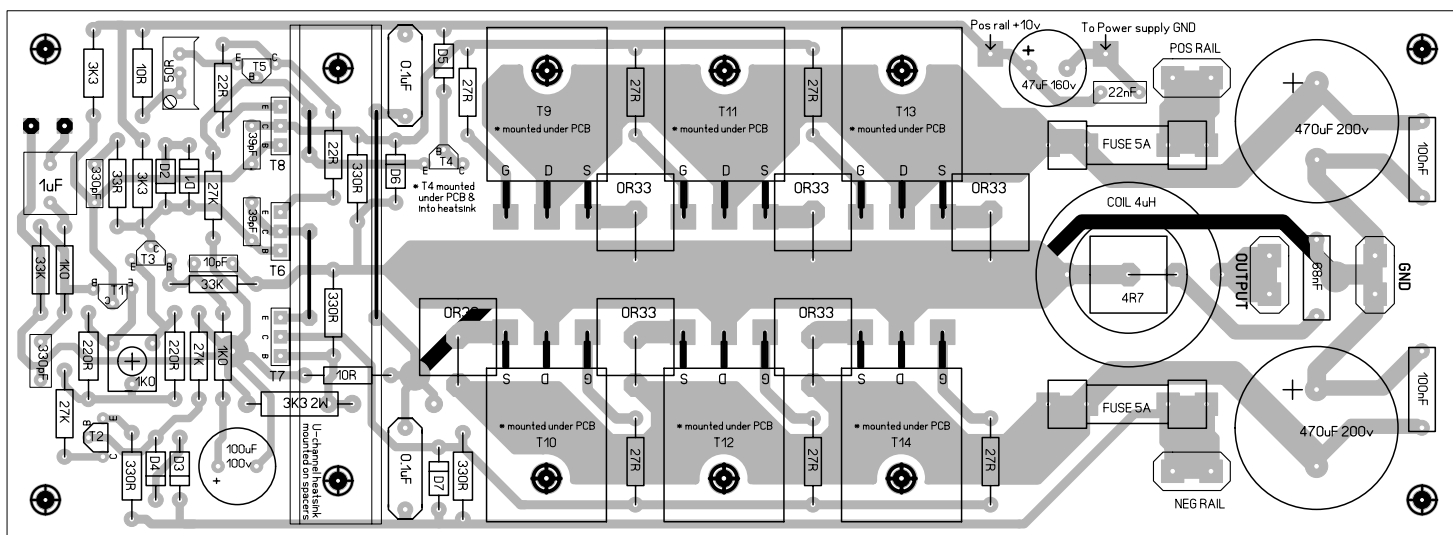 Pos rail +10v
To Power supply GND
POS RAIL
3K3
10R
50R
22R
E
C
B
T5
0.1uF
D5
27R
27R
27R
47uF 160v
22nF
470uF 200v
100nF
T9
* mounted under PCB
T11
* mounted under PCB
T13
* mounted under PCB
FUSE 5A
1uF
330pF
33R
3K3
D2
D1
27K
39pF
E
C
B
T8
22R
330R
D6
B
T4
E
C
* T4 mounted
under PCB &
into heatsink
G
D
S
G
D
S
G
D
S
0R33
0R33
0R33
COIL 4uH
39pF
E
C
B
T6
C
T3
E
B
10pF
33K
33K
1K0
B
T1
E
C
4R7
OUTPUT
68nF
GND
330R
E
C
B
T7
0R33
0R33
0R33
330pF
220R
1K0
220R
27K
1K0
10R
3K3 2W
S
D
G
S
D
G
S
D
G
27K
B
T2
E
C
330R
D4
D3
100uF
100v
U-channel heatsink
mounted on spacers
0.1uF
D7
330R
* mounted under PCB
T10
27R
* mounted under PCB
T12
27R
* mounted under PCB
T14
27R
FUSE 5A
NEG RAIL
470uF 200v
100nF